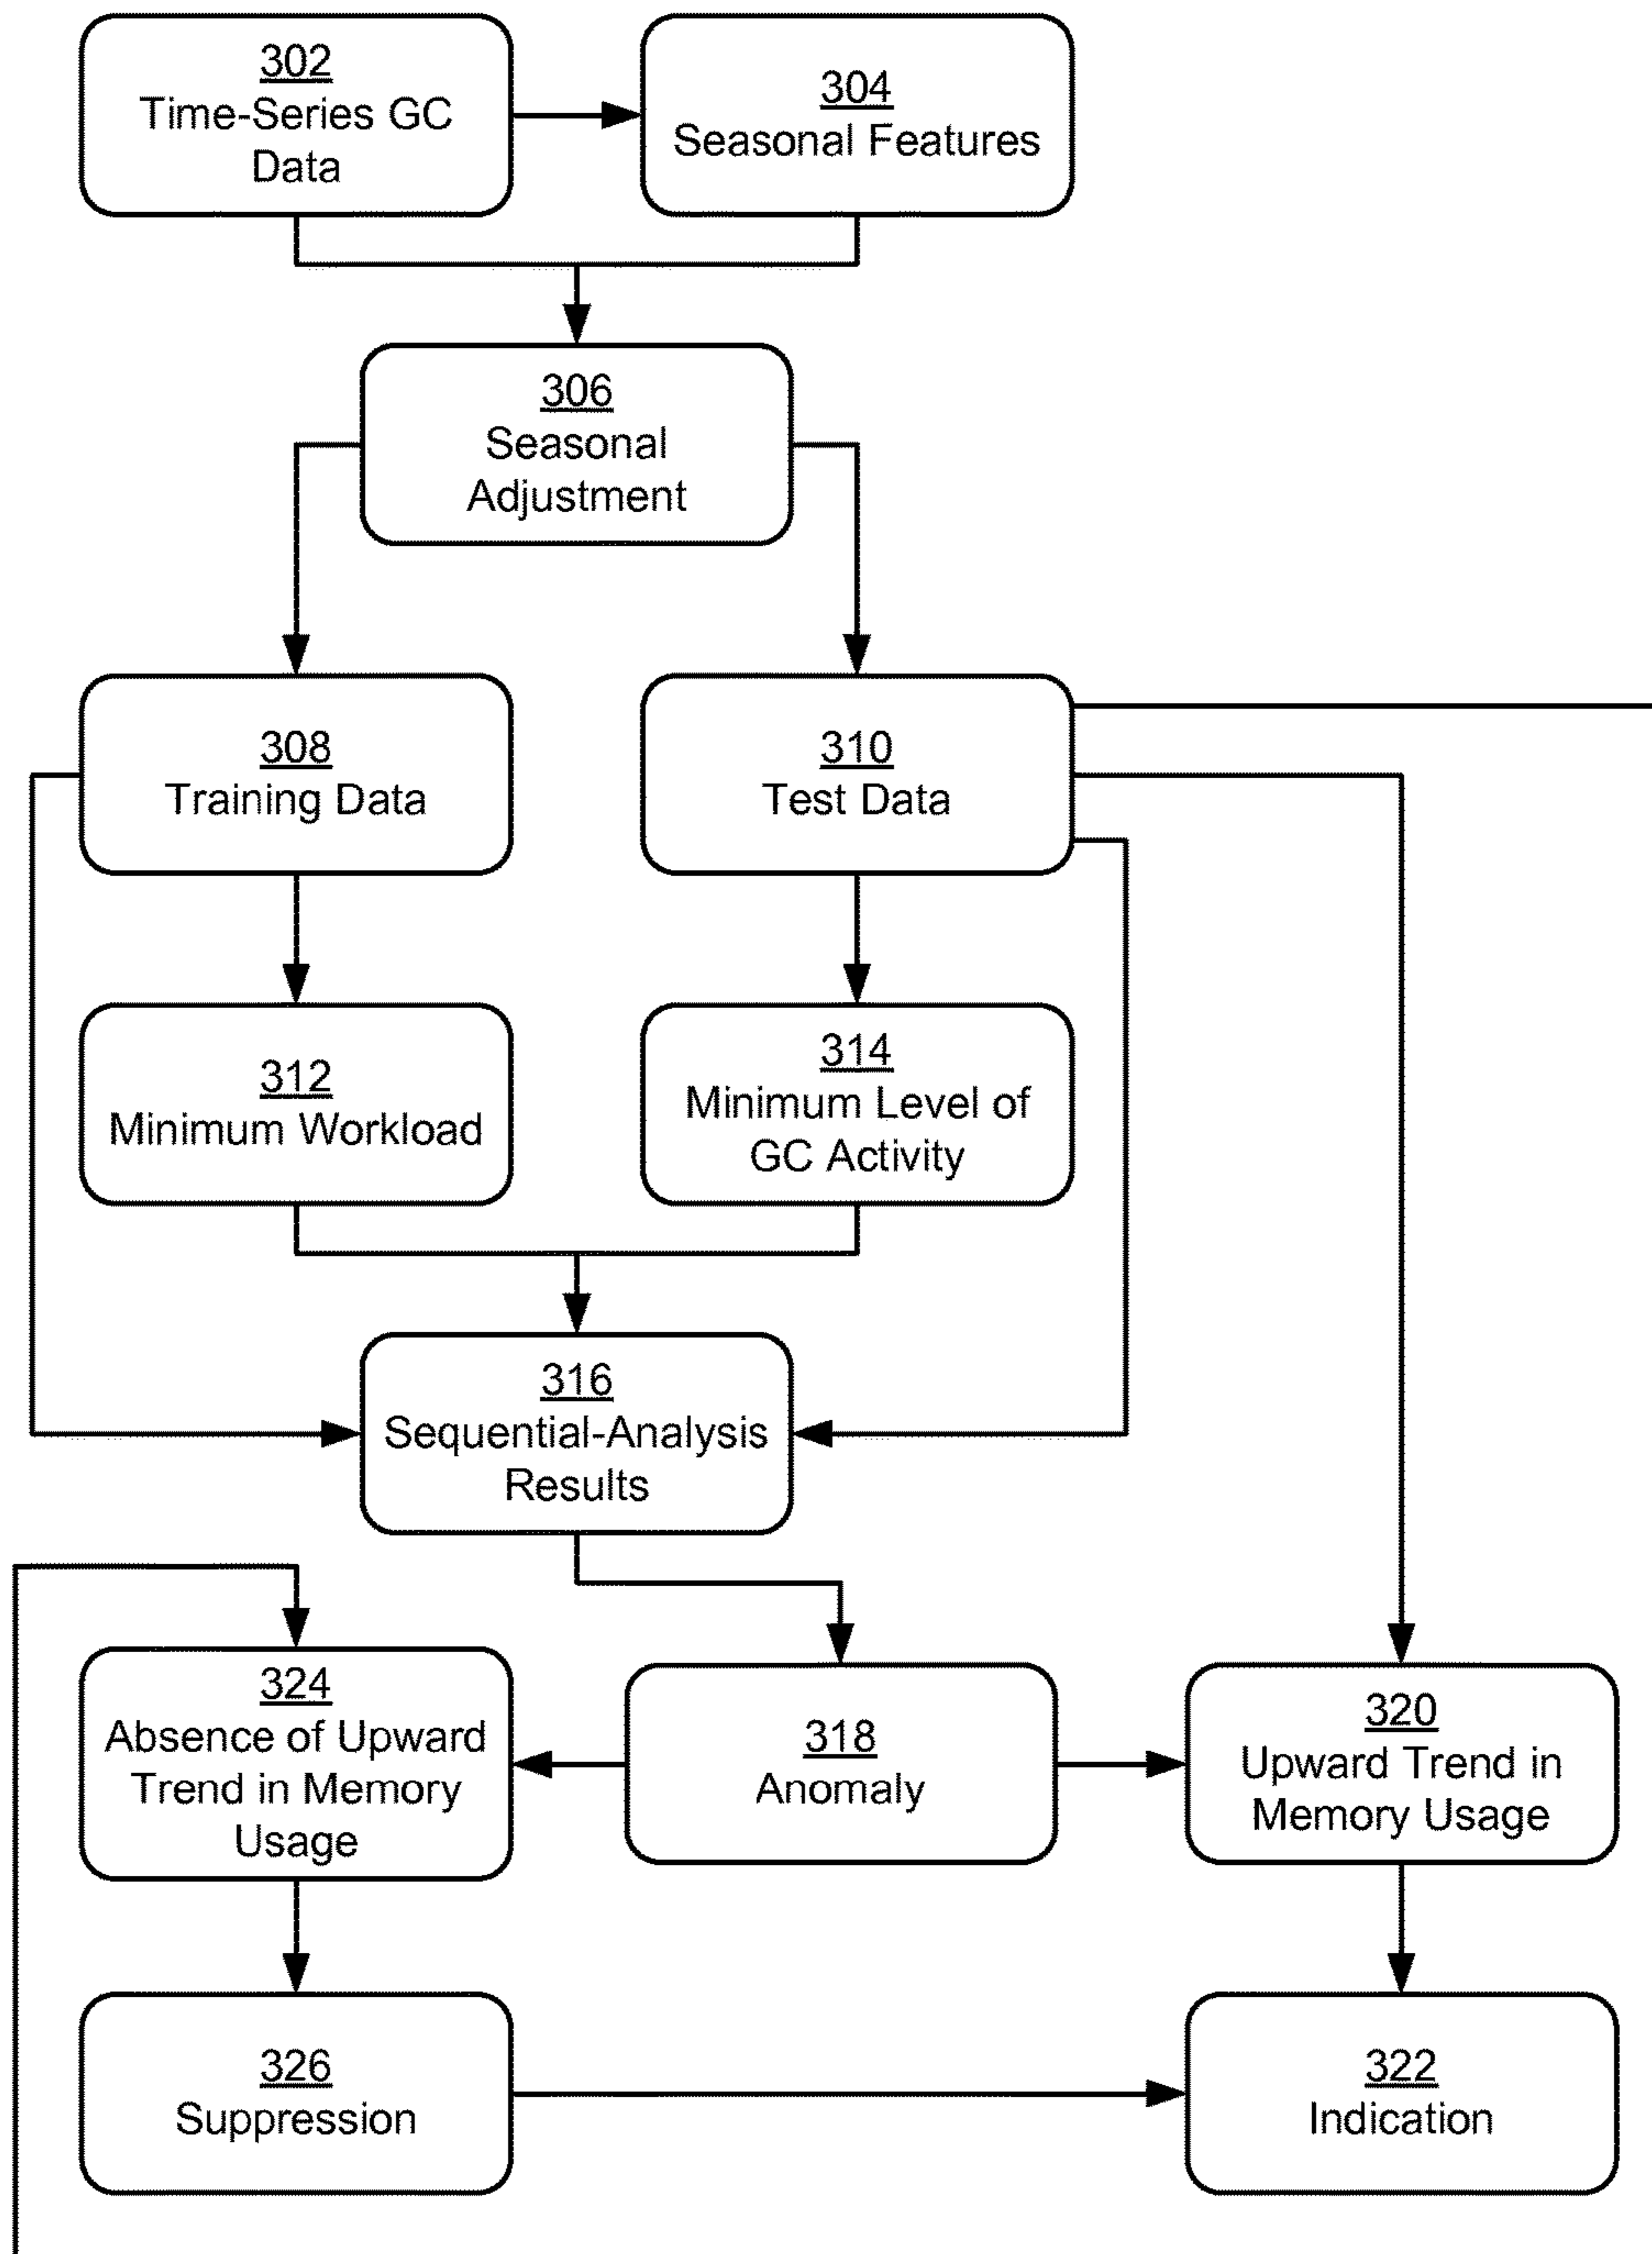 302
Time-Series GC
Data
304
Seasonal Features
306
Seasonal
Adjustment
308
Training Data
310
Test Data
312
Minimum Workload
314
Minimum Level of
GC Activity
316
Sequential-Analysis
Results
324
Absence of Upward
Trend in Memory
Usage
318
Anomaly
320
Upward Trend in
Memory Usage
326
Suppression
322
Indication